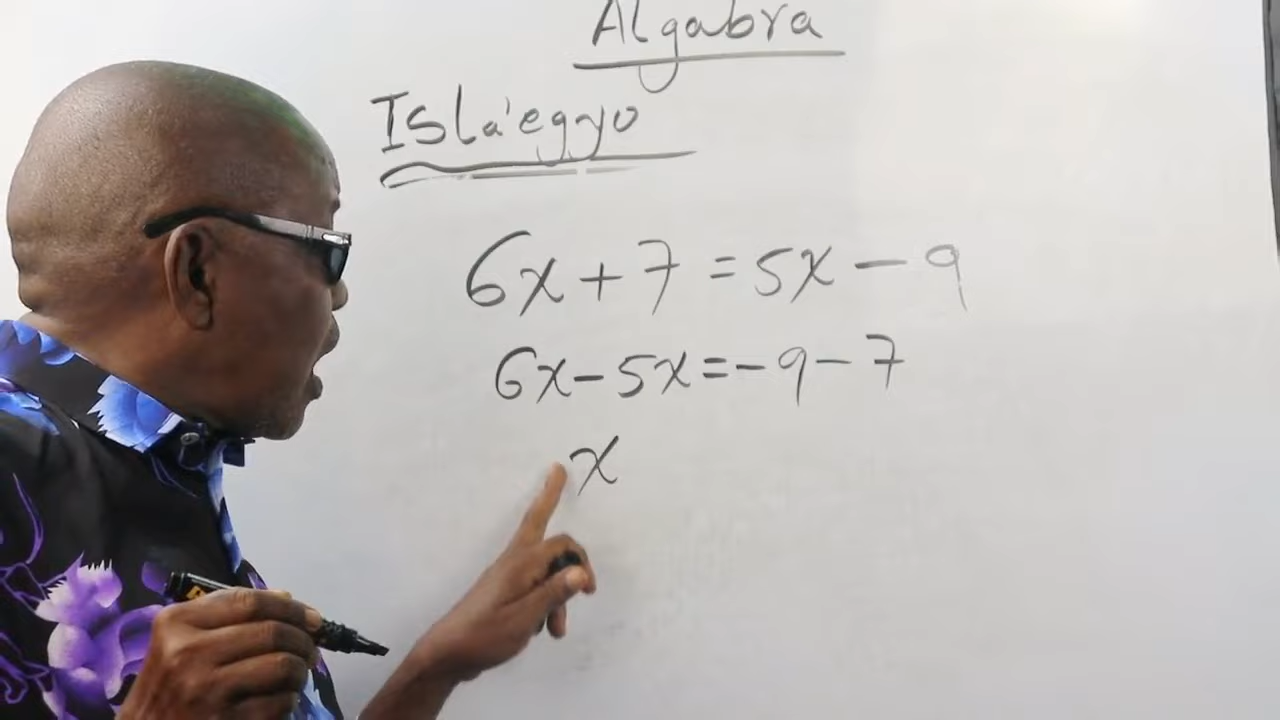 Algabra
Isla'egyo
6x + 7 = 5x - 9
6x - 5x = - 9 - 7
x